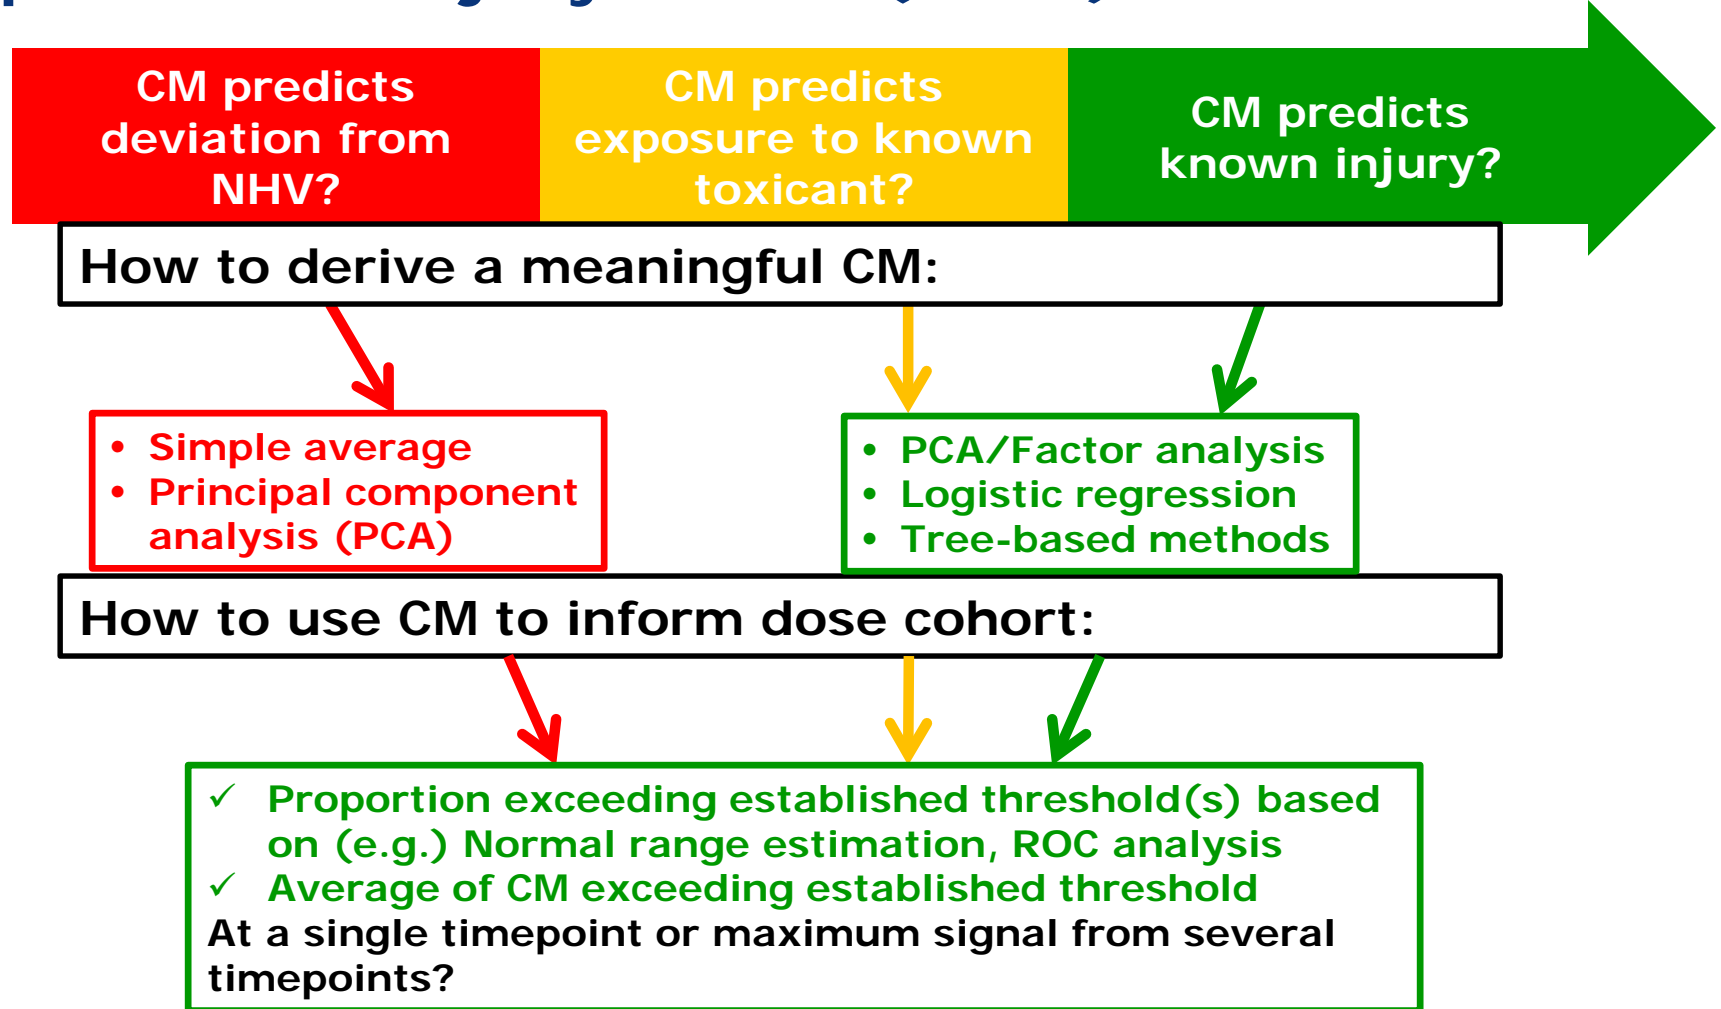 CM predicts
deviation from
NHV?
CM predicts
exposure to known
toxicant?
CM predicts
known injury?
How to derive a meaningful CM:
• Simple average
• Principal component
analysis (PCA)
• PCA/Factor analysis
• Logistic regression
• Tree-based methods
How to use CM to inform dose cohort:
✓ Proportion exceeding established threshold(s) based
on (e.g.) Normal range estimation, ROC analysis
✓ Average of CM exceeding established threshold
At a single timepoint or maximum signal from several
timepoints?